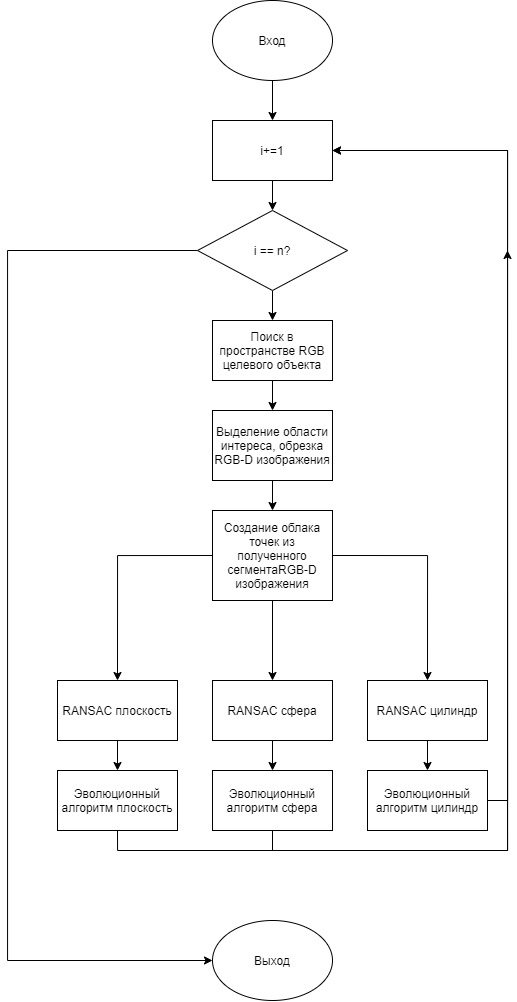 Вход
i+=1
i == n?
Поиск в
пространстве RGB
целевого объекта
Выделение области
интереса, обрезка
RGB-D изображения
Создание облака
точек из
полученного
сегментаRGB-D
изображения
RANSAC плоскость
RANSAC сфера
RANSAC цилиндр
Эволюционный
алгоритм плоскость
Эволюционный
алгоритм сфера
Эволюционный
алгоритм цилиндр
Выход